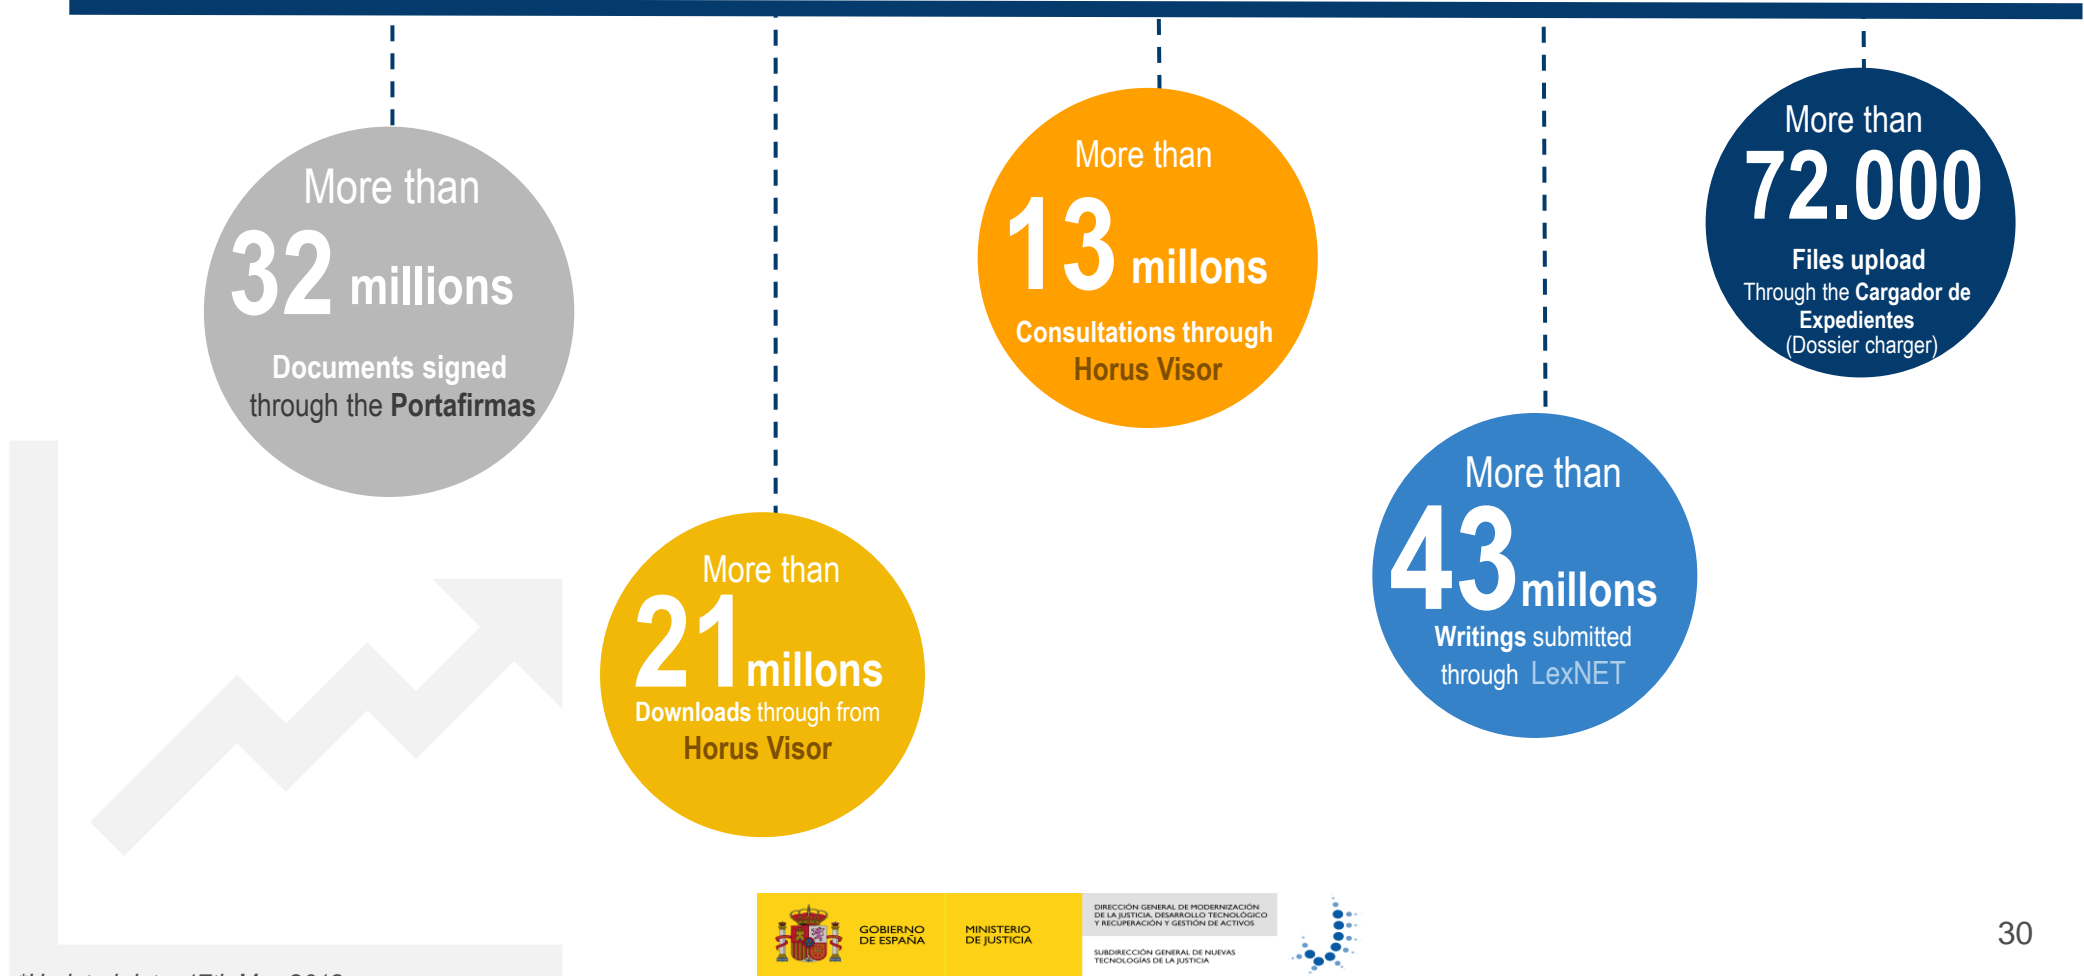 More than
32 millions
Documents signed
through the Portafirmas
More than
21 millons
Downloads through from
Horus Visor
More than
13 millons
Consultations through
Horus Visor
More than
43 millons
Writings submitted
through LexNET
More than
72.000
Files upload
Through the Cargador de
Expedientes
(Dossier charger)
GOBIERNO
DE ESPAÑA
MINISTERIO
DE JUSTICIA
DIRECCIÓN GENERAL DE MODERNIZACIÓN
DE LA JUSTICIA, DESARROLLO TECNOLÓGICO
Y RECUPERACIÓN Y GESTIÓN DE ACTIVOS
SUBDIRECCIÓN GENERAL DE NUEVAS
TECNOLOGÍAS DE LA JUSTICIA
30